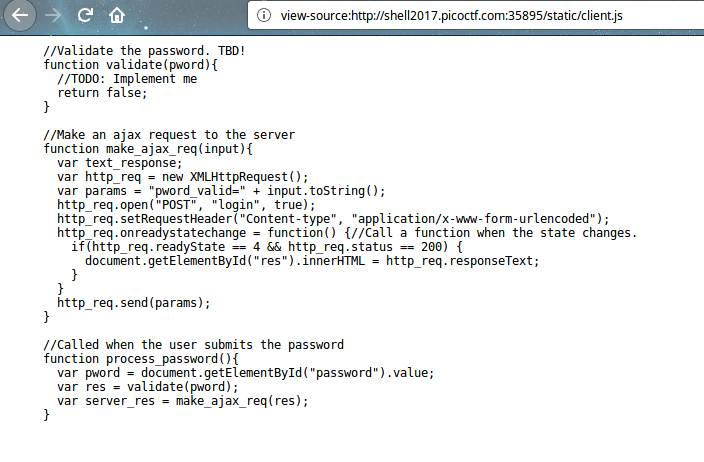 view-source:http://shell2017.picoctf.com:35895/static/client.js
//Validate the password. TBD!
function validate(pword){
  //TODO: Implement me
  return false;
}
//Make an ajax request to the server
function make_ajax_req(input){
  var text_response;
  var http_req = new XMLHttpRequest();
  var params = "pword_valid=" + input.toString();
  http_req.open("POST", "login", true);
  http_req.setRequestHeader("Content-type", "application/x-www-form-urlencoded");
  http_req.onreadystatechange = function() {//Call a function when the state changes.
    if(http_req.readyState == 4 && http_req.status == 200) {
      document.getElementById("res").innerHTML = http_req.responseText;
    }
  }
  http_req.send(params);
}
//Called when the user submits the password
function process_password(){
  var pword = document.getElementById("password").value;
  var res = validate(pword);
  var server_res = make_ajax_req(res);
}